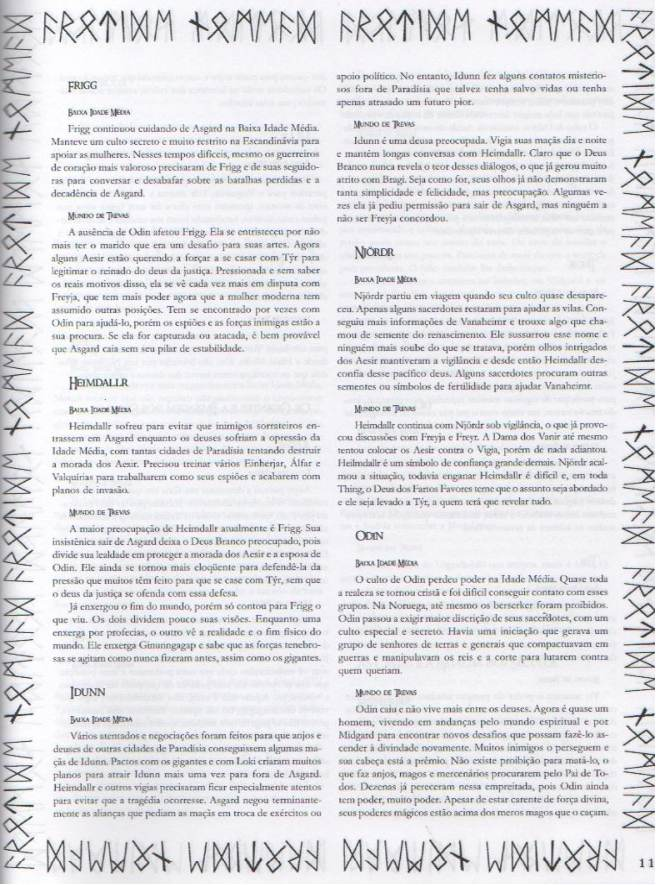 FRIGG
BAIXA IDADE MÉDIA
Frigg continuou cuidando de Asgard na Baixa Idade Média.
Manteve um culto secreto e muito restrito na Escandinávia para
apoiar as mulheres. Nesses tempos difíceis, mesmo os guerreiros
de coração mais valoroso precisaram de Frigg e de suas seguido-
ras para conversar e desabafar sobre as batalhas perdidas e a
decadência de Asgard.
MUNDO DE TREVAS
A ausência de Odin afetou Frigg. Ela se entristeceu por não
mais ter o marido que era um desafio para suas artes. Agora
alguns Aesir estão querendo a forçar a se casar com Týr para
legitimar o reinado do deus da justiça. Pressionada e sem saber
os reais motivos disso, ela se vê cada vez mais em disputa com
Freyja, que tem mais poder agora que a mulher moderna tem
assumido outras posições. Tem se encontrado por vezes com
Odin para ajudá-lo, porém os espiões e as forças inimigas estão a
sua procura. Se ela for capturada ou atacada, é bem provável
que Asgard caia sem seu pilar de estabilidade.
HEIMDALLR
BAIXA IDADE MÉDIA
Heimdallr sofreu para evitar que inimigos sorrateiros en-
trassem em Asgard enquanto os deuses sofriam a opressão da
Idade Média, com tantas cidades de Paradísia tentando destruir
a morada dos Aesir. Precisou treinar vários Einherjar, Álfar e
Valquírias para trabalharem como seus espiões e acabarem com
planos de invasão.
MUNDO DE TREVAS
A maior preocupação de Heimdallr atualmente é Frigg. Sua
insistência sair de Asgard deixa o Deus Branco preocupado, pois
divide sua lealdade em proteger a morada dos Aesir e a esposa de
Odin. Ele ainda se tornou mais eloqüente para defendê-la da
pressão que muitos têm feito para que se case com Týr, sem que
o deus da justiça se ofenda com essa defesa.
Já enxergou o fim do mundo, porém só contou para Frigg o
que viu. Os dois dividem pouco suas visões. Enquanto uma
enxerga por profecias, o outro vê a realidade e o fim físico do
mundo. Ele enxerga Ginunngagap e sabe que as forças tenebro-
sas se agitam como nunca fizeram antes, assim como os gigantes.
IDUNN
BAIXA IDADE MÉDIA
Vários atentados e negociações foram feitos para que anjos e
deuses de outras cidades de Paradísia conseguissem algumas ma-
çãs de Idunn. Pactos com os gigantes e com Loki criaram muitos
planos para atrair Idunn mais uma vez para fora de Asgard.
Heimdallr e outros vigias precisaram ficar especialmente atentos
para evitar que a tragédia ocorresse. Asgard negou terminante-
mente as alianças que pediam as maçãs em troca de exércitos ou
apoio político. No entanto, Idunn fez alguns contatos misterio-
sos fora de Paradísia que talvez tenha salvo vidas ou tenha
apenas atrasado um futuro pior.
MUNDO DE TREVAS
Idunn é uma deusa preocupada. Vigia suas maçãs dia e noite
e mantém longas conversas com Heimdallr. Claro que o Deus
Branco nunca revela o teor desses diálogos, o que já gerou muito
atrito com Bragi. Seja como for, seus olhos já não demonstraram
tanta simplicidade e felicidade, mas preocupação. Algumas ve-
zes ela já pediu permissão para sair de Asgard, mas ninguém a
não ser Freyja concordou.
NJÖRDR
BAIXA IDADE MÉDIA
Njördr partiu em viagem quando seu culto quase desapare-
ceu. Apenas alguns sacerdotes restaram para ajudar as vilas. Con-
seguiu mais informações de Vanaheimr e trouxe algo que cha-
mou de semente do renascimento. Ele sussurrou esse nome e
ninguém mais soube do que se tratava, porém olhos intrigados
dos Aesir mantiveram a vigilância e desde então Heimdallr des-
confia desse pacífico deus. Alguns sacerdotes procuram outras
sementes ou símbolos de fertilidade para ajudar Vanaheimr.
MUNDO DE TREVAS
Heimdallr continua com Njördr sob vigilância, o que já provo-
cou discussões com Freyja e Freyr. A Dama dos Vanir até mesmo
tentou colocar os Aesir contra o Vigia, porém de nada adiantou.
Heilmdallr é um símbolo de confiança grande demais. Njördr acal-
mou a situação, todavia enganar Heimdallr é difícil e, em toda
Thing, o Deus dos Fartos Favores teme que o assunto seja abordado
e ele seja levado a Týr, a quem terá que revelar tudo.
ODIN
BAIXA IDADE MÉDIA
O culto de Odin perdeu poder na Idade Média. Quase toda
a realeza se tornou cristã e foi difícil conseguir contato com esses
grupos. Na Noruega, até mesmo os berserker foram proibidos.
Odin passou a exigir maior discrição de seus sacerdotes, com um
culto especial e secreto. Havia uma iniciação que gerava um
grupo de senhores de terras e generais que compactuavam em
guerras e manipulavam os reis e a corte para lutarem contra
quem queriam.
MUNDO DE TREVAS
Odin caiu e não vive mais entre os deuses. Agora é quase um
homem, vivendo em andanças pelo mundo espiritual e por
Midgard para encontrar novos desafios que possam fazê-lo as-
cender à divindade novamente. Muitos inimigos o perseguem e
sua cabeça está a prêmio. Não existe proibição para matá-lo, o
que faz anjos, magos e mercenários procurarem pelo Pai de To-
dos. Dezenas já pereceram nessa empreitada, pois Odin ainda
tem poder, muito poder. Apesar de estar carente de força divina,
seus poderes mágicos estão acima dos meros magos que o caçam.
11